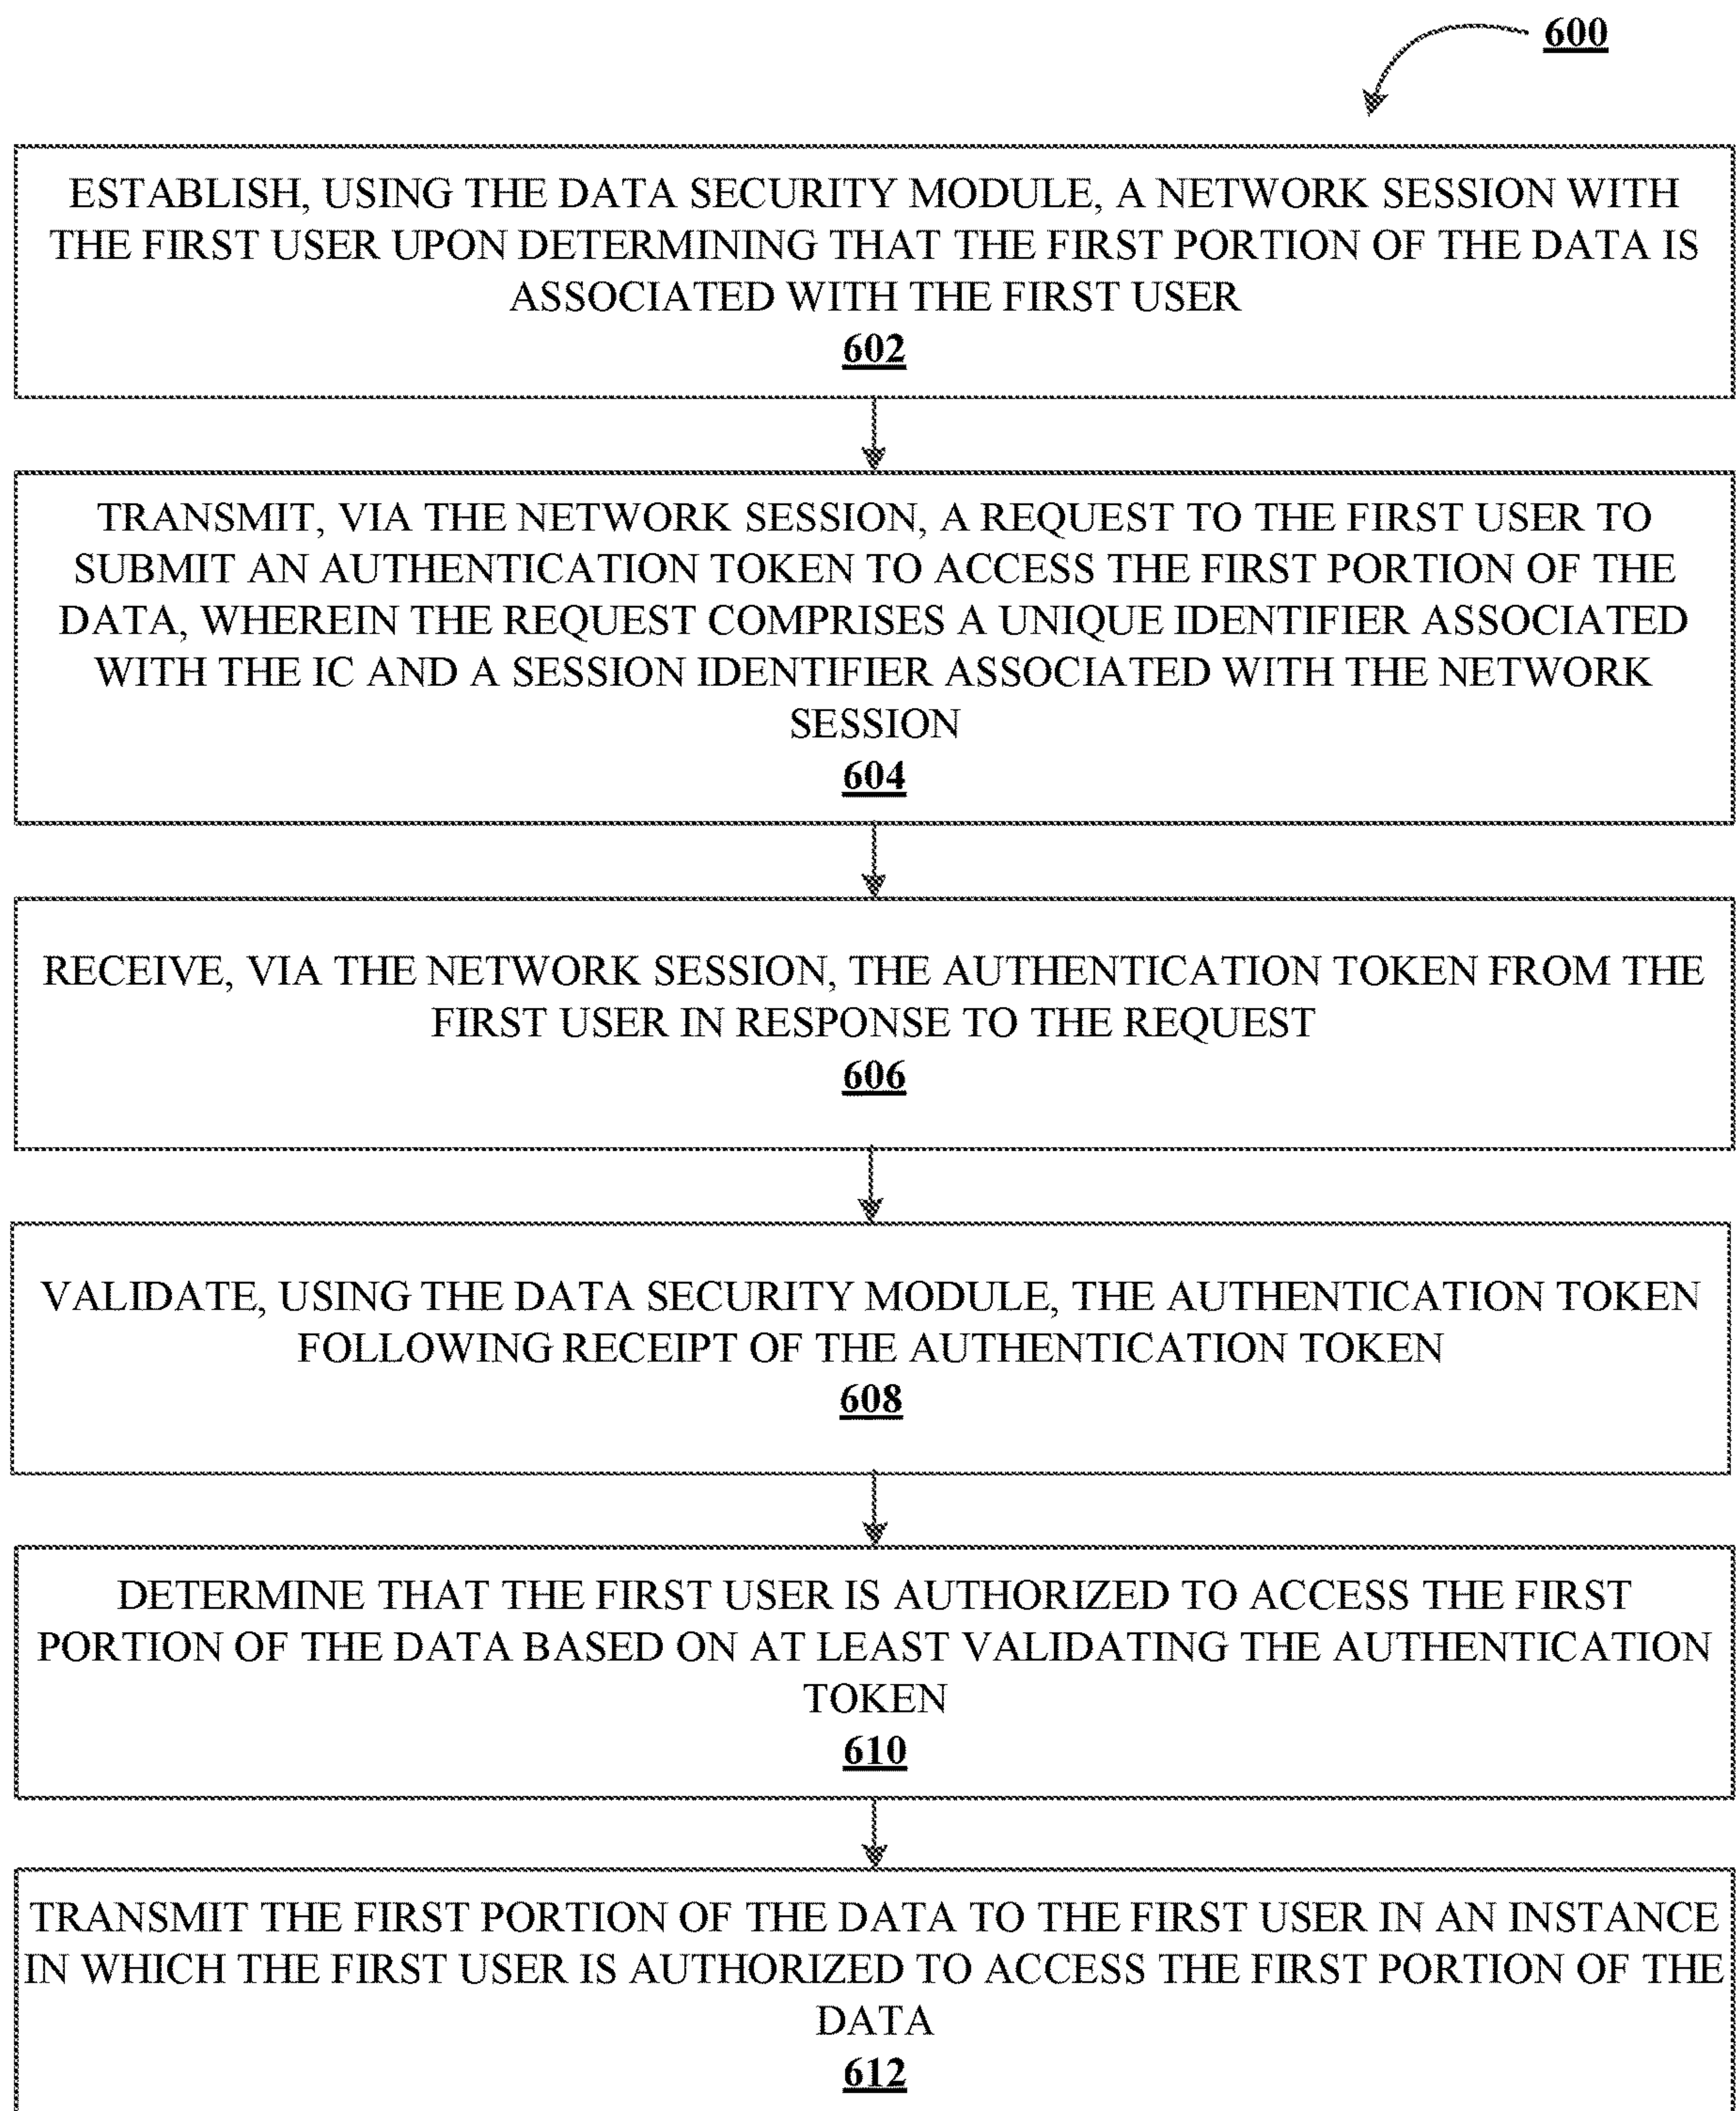 600
ESTABLISH, USING THE DATA SECURITY MODULE, A NETWORK SESSION WITH
THE FIRST USER UPON DETERMINING THAT THE FIRST PORTION OF THE DATA IS
ASSOCIATED WITH THE FIRST USER
602
TRANSMIT, VIA THE NETWORK SESSION, A REQUEST TO THE FIRST USER TO
SUBMIT AN AUTHENTICATION TOKEN TO ACCESS THE FIRST PORTION OF THE
DATA, WHEREIN THE REQUEST COMPRISES A UNIQUE IDENTIFIER ASSOCIATED
WITH THE IC AND A SESSION IDENTIFIER ASSOCIATED WITH THE NETWORK
SESSION
604
RECEIVE, VIA THE NETWORK SESSION, THE AUTHENTICATION TOKEN FROM THE
FIRST USER IN RESPONSE TO THE REQUEST
606
VALIDATE, USING THE DATA SECURITY MODULE, THE AUTHENTICATION TOKEN
FOLLOWING RECEIPT OF THE AUTHENTICATION TOKEN
608
DETERMINE THAT THE FIRST USER IS AUTHORIZED TO ACCESS THE FIRST
PORTION OF THE DATA BASED ON AT LEAST VALIDATING THE AUTHENTICATION
TOKEN
610
TRANSMIT THE FIRST PORTION OF THE DATA TO THE FIRST USER IN AN INSTANCE
IN WHICH THE FIRST USER IS AUTHORIZED TO ACCESS THE FIRST PORTION OF THE
DATA
612